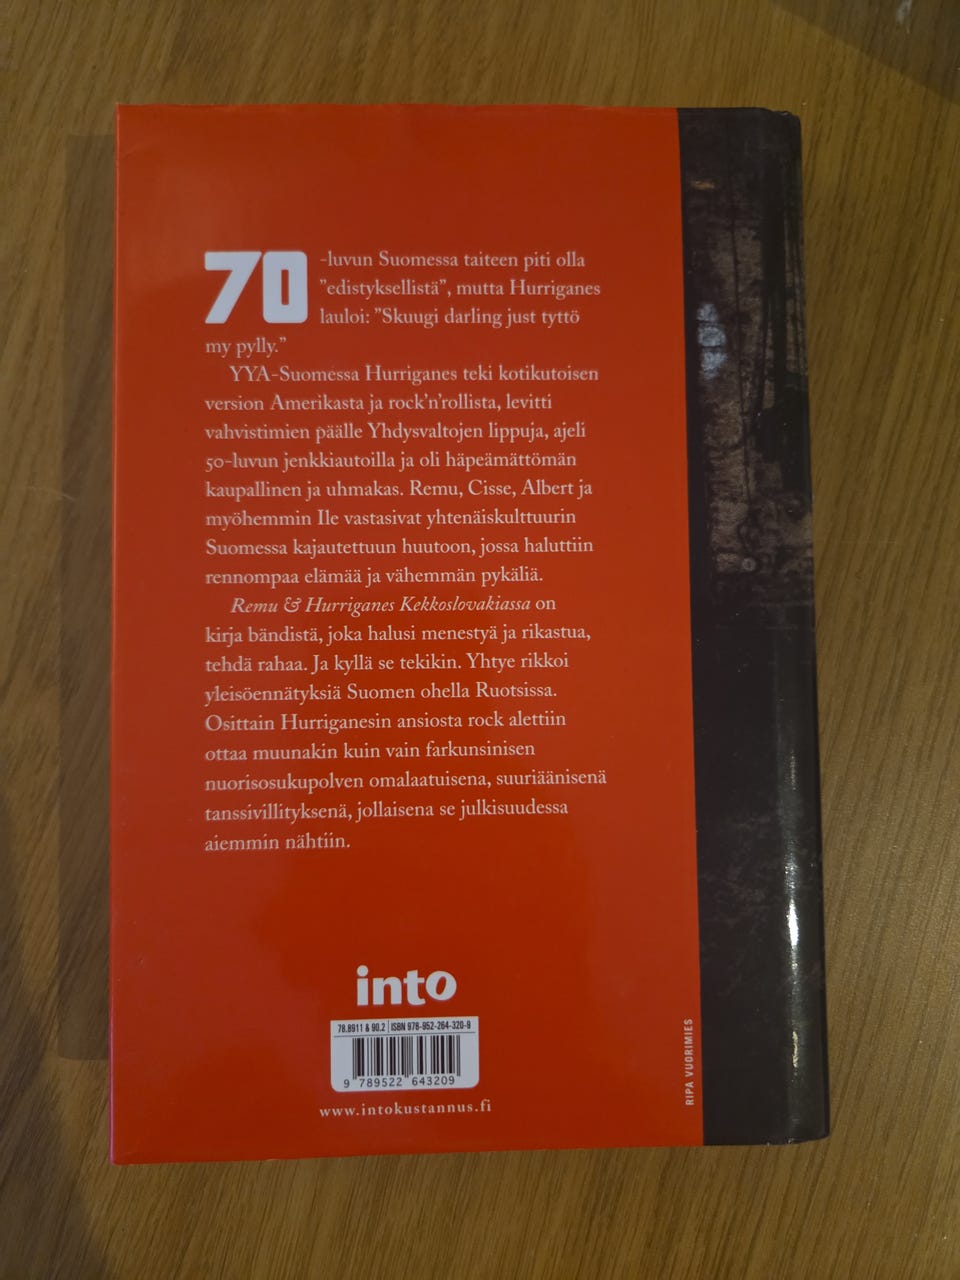 70-luvun Suomessa taiteen piti olla
"edistyksellistä", mutta Hurriganes
lauloi: "Skuugi darling just tyttö
my pylly."
YYA-Suomessa Hurriganes teki kotikutoisen
version Amerikasta ja rock'n'rollista, levitti
vahvistimien päälle Yhdysvaltojen lippuja, ajeli
50-luvun jenkkiautoilla ja oli häpeämättömän
kaupallinen ja uhmakas. Remu, Cisse, Albert ja
myöhemmin Ile vastasivat yhtenäiskulttuurin
Suomessa kajautettuun huutoon, jossa haluttiin
rennompaa elämää ja vähemmän pykäliä.
Remu & Hurriganes Kekkoslovakiassa on
kirja bändistä, joka halusi menestyä ja rikastua,
tehdä rahaa. Ja kyllä se tekikin. Yhtye rikkoi
yleisöennätyksiä Suomen ohella Ruotsissa.
Osittain Hurriganesin ansiosta rock alettiin
ottaa muunakin kuin vain farkunsinisen
nuorisosukupolven omalaatuisena, suuriäänisenä
tanssivillityksenä, jollaisena se julkisuudessa
aiemmin nähtiin.
into
78.8911 & 90.2 | ISBN 978-952-264-320-9
9 789522 643209
www.intokustannus.fi
RIPA VUORIMIES